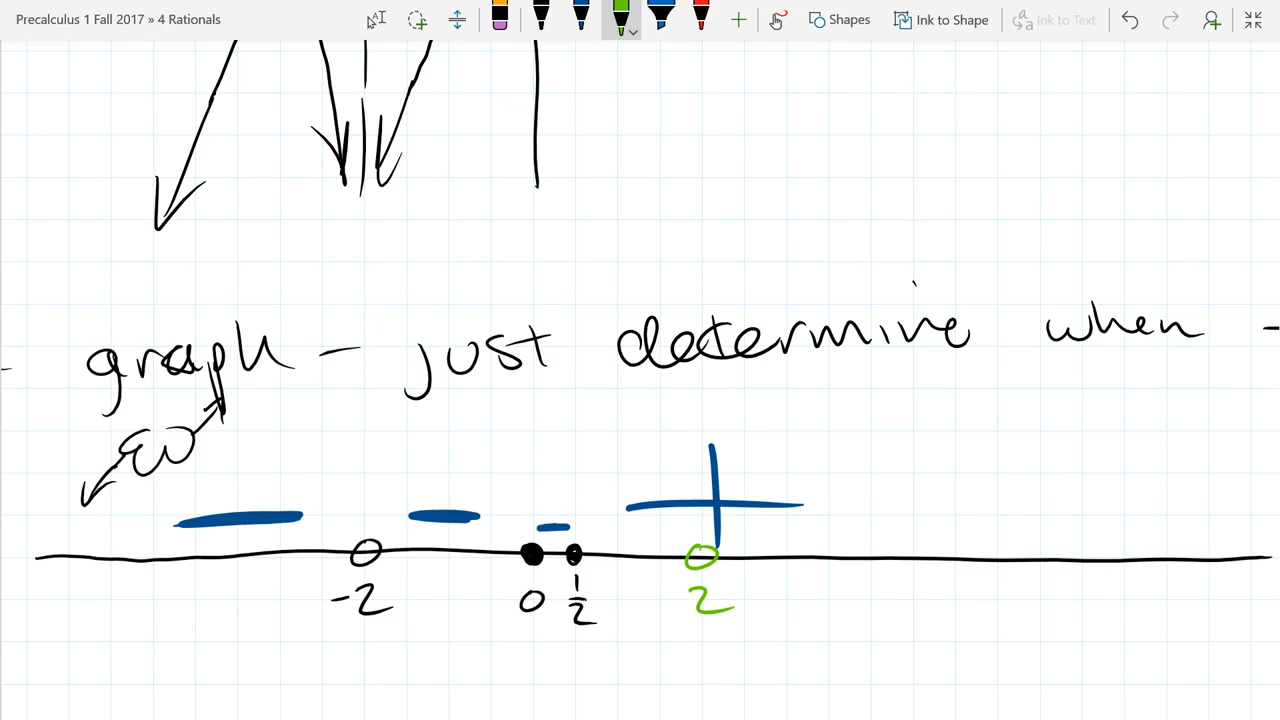 Precalculus 1 Fall 2017 » 4 Rationals
Shapes
Ink to Shape
Ink to Text
graph - just determine when -
-2 0 1/2 2